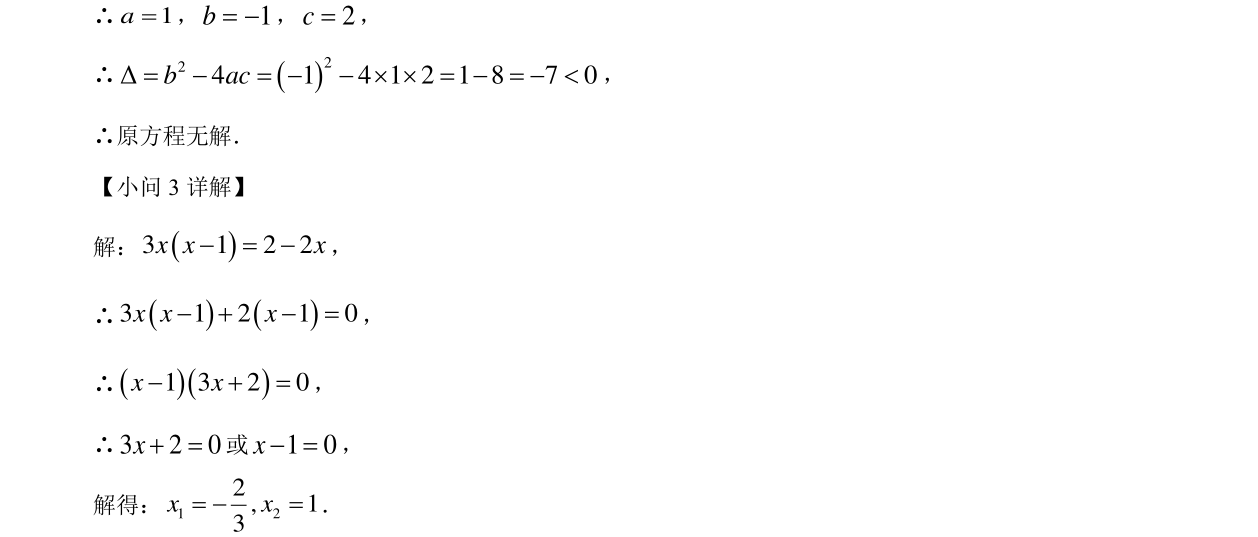 ∴ a = 1，b = −1，c = 2，
∴ Δ = b² − 4ac = (−1)² − 4×1×2 = 1−8 = −7 < 0，
∴原方程无解．
【小问 3 详解】
解：3x(x−1) = 2−2x，
∴ 3x(x−1)+2(x−1) = 0，
∴ (x−1)(3x+2) = 0，
∴ 3x+2 = 0或x−1 = 0，
解得：x₁ = −2/3, x₂ = 1．